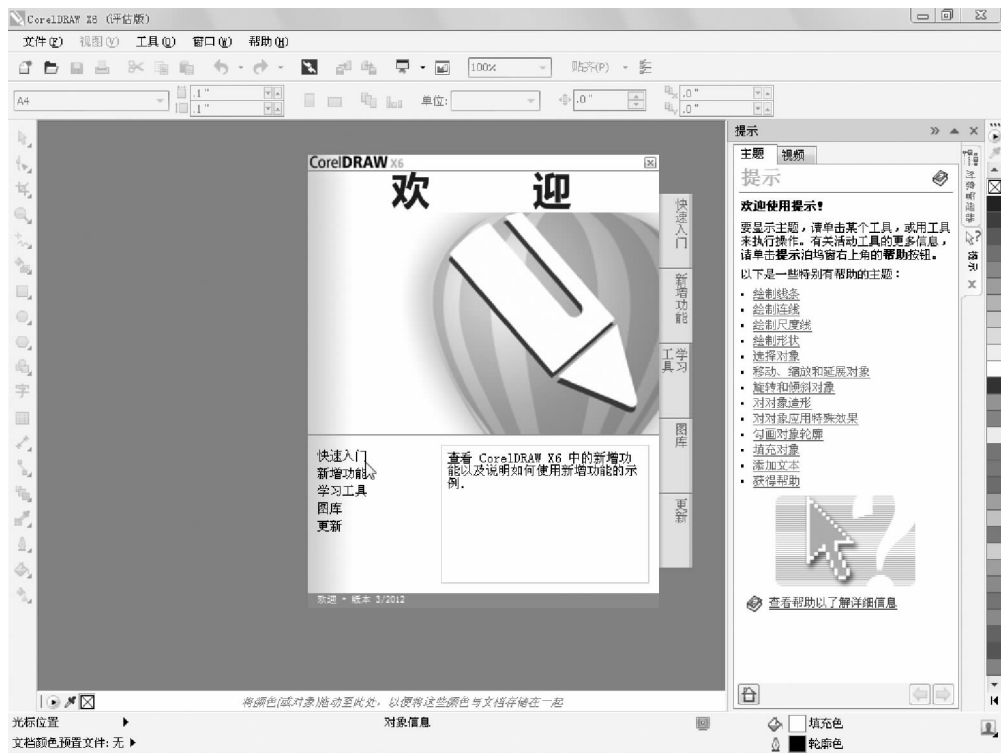 CorelDRAW X6 (评估版)
文件(F) 视图(V) 工具(O) 窗口(W) 帮助(H)
100% 贴齐(P)
A4 .1 " 单位: .0 " .0 "
.1 " .0 "
提示
主题 视频
提示
欢迎使用提示!
要显示主题，请单击某个工具，或用工具
来执行操作。有关活动工具的更多信息，
请单击提示泊坞窗右上角的帮助按钮。
以下是一些特别有帮助的主题：
· 绘制线条
· 绘制连线
· 绘制尺度线
· 绘制形状
· 选择对象
· 移动、缩放和延展对象
· 旋转和倾斜对象
· 对对象造形
· 对对象应用特殊效果
· 勾画对象轮廓
· 填充对象
· 添加文本
· 获得帮助
查看帮助以了解详细信息
对象管理器
提示
CorelDRAW X6
欢 迎
快速入门
新增功能
学习工具
图库
更新
快速入门
新增功能
学习工具
图库
更新
查看 CorelDRAW X6 中的新增功
能以及说明如何使用新增功能的示
例.
欢迎 • 版本 3/2012
字
将颜色(或对象)拖动至此处，以便将这些颜色与文档存储在一起
光标位置 对象信息 填充色
文档颜色预置文件: 无 轮廓色